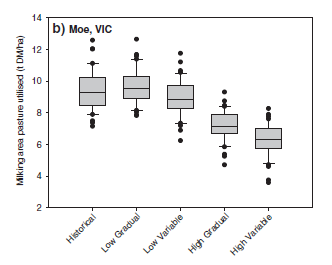 b) Moe, VIC
Milking area pasture utilised (t DM/ha)
14
12
10
8
6
4
2
Historical
Low Gradual
Low Variable
High Gradual
High Variable